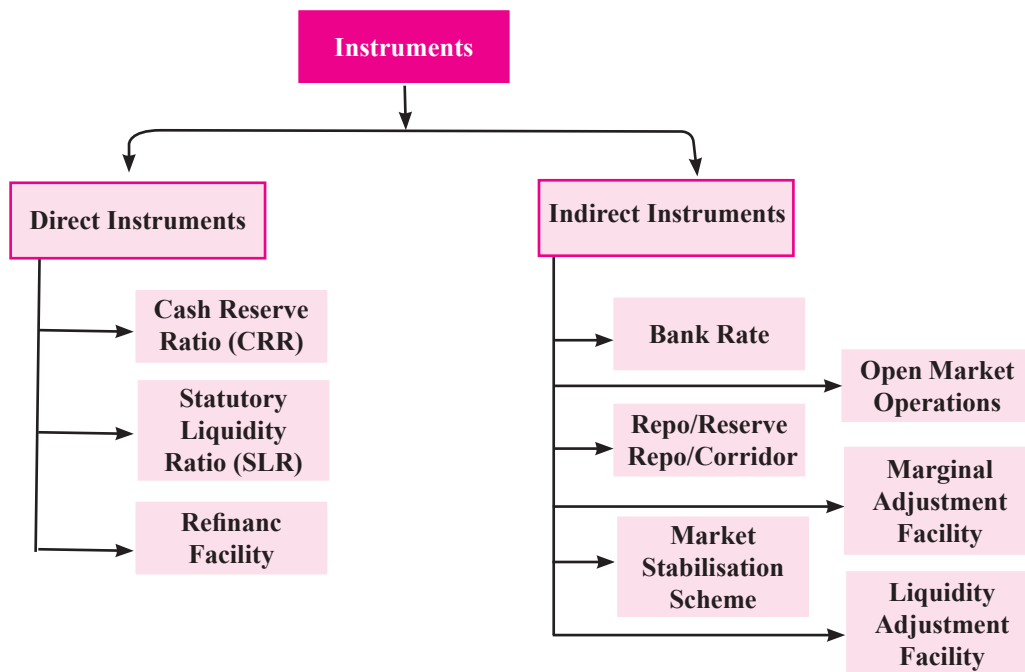 Instruments
Direct Instruments
Cash Reserve
Ratio (CRR)
Statutory
Liquidity
Ratio (SLR)
Refinanc
Facility
Indirect Instruments
Bank Rate
Open Market
Operations
Repo/Reserve
Repo/Corridor
Marginal
Adjustment
Facility
Market
Stabilisation
Scheme
Liquidity
Adjustment
Facility